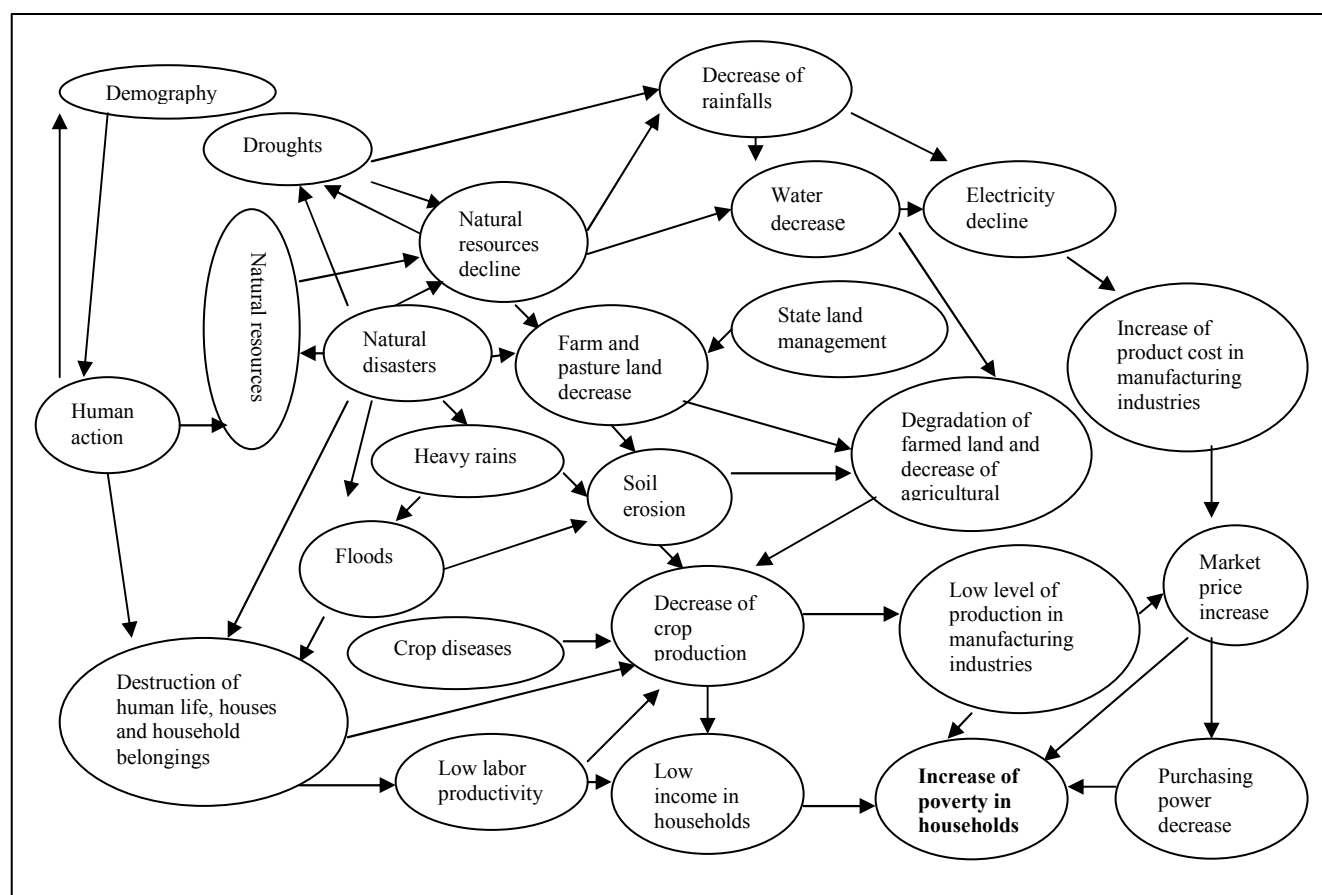 Demography
Decrease of
rainfalls
Droughts
Natural
resources
decline
Water
decrease
Electricity
decline
Natural resources
Natural
disasters
Farm and
pasture land
decrease
State land
management
Increase of
product cost in
manufacturing
industries
Human
action
Heavy rains
Soil
erosion
Degradation of
farmed land and
decrease of
agricultural
Floods
Crop diseases
Decrease of
crop
production
Low level of
production in
manufacturing
industries
Market
price
increase
Destruction of
human life, houses
and household
belongings
Low labor
productivity
Low
income in
households
Increase of
poverty in
households
Purchasing
power
decrease